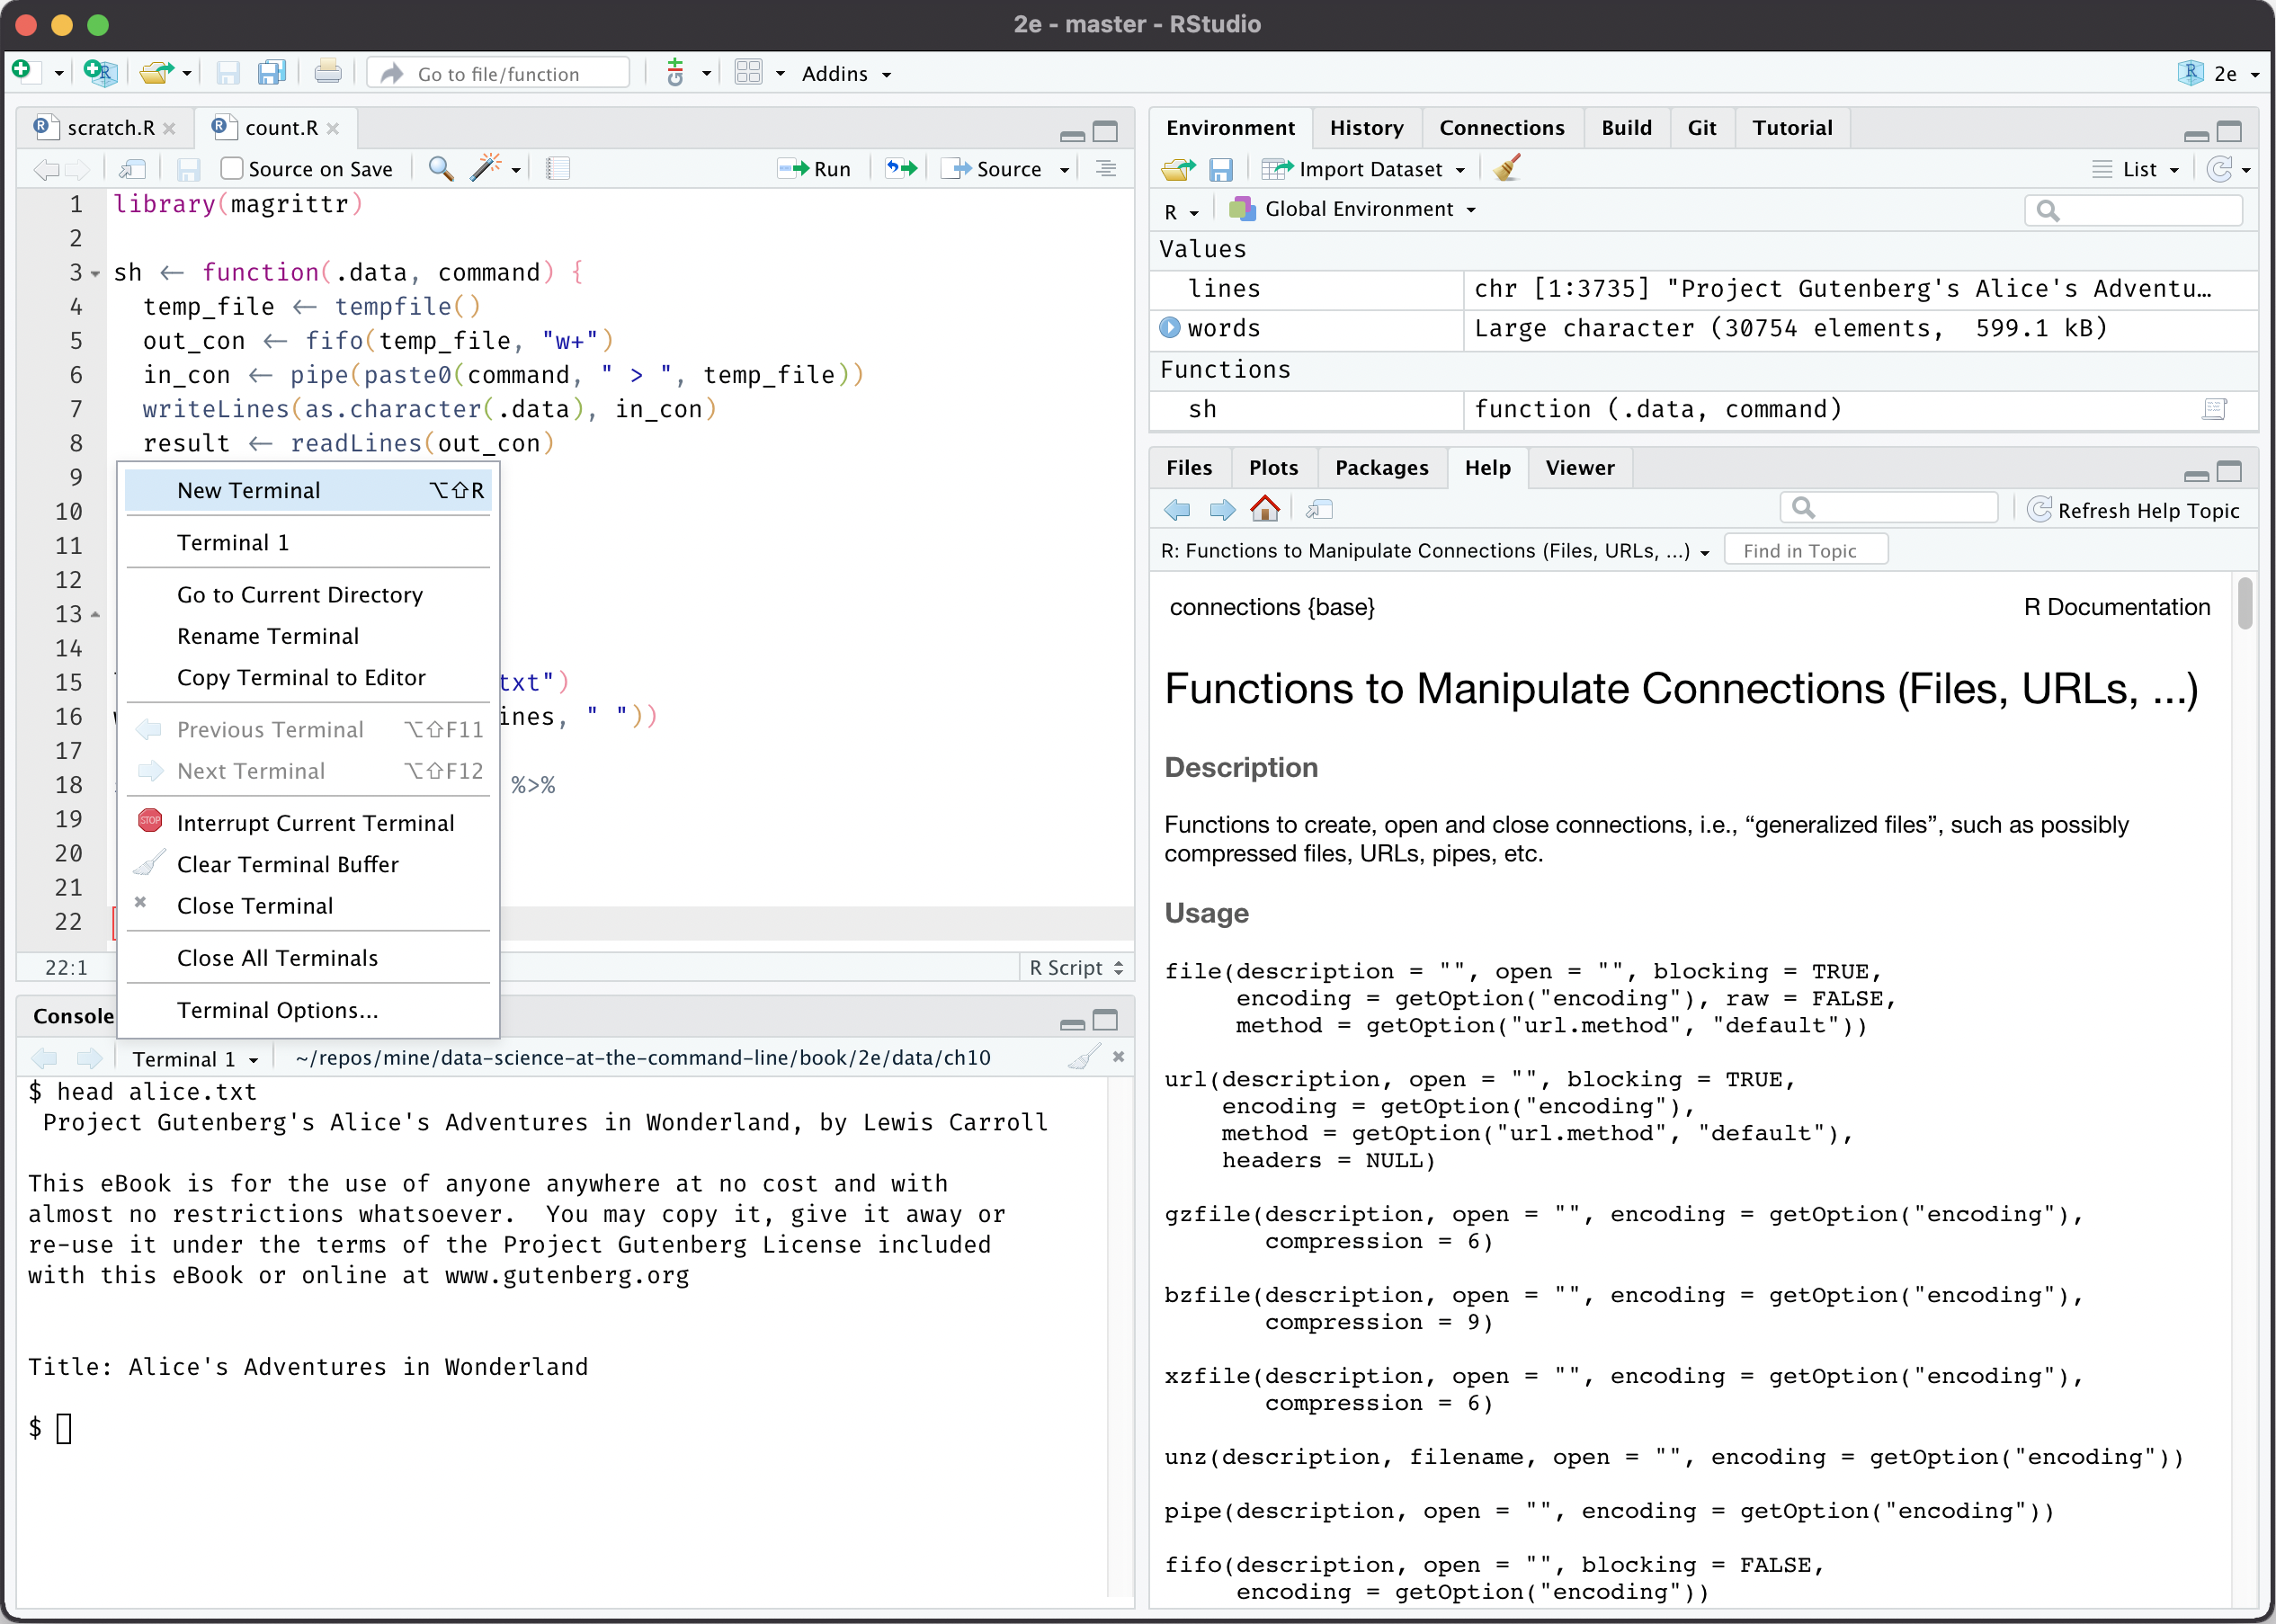 2e - master - RStudio
Go to file/function
Addins
2e
scratch.R
count.R
Source on Save
Run
Source
1 library(magrittr)
2
3 sh <- function(.data, command) {
4 temp_file <- tempfile()
5 out_con <- fifo(temp_file, "w+")
6 in_con <- pipe(paste0(command, " > ", temp_file))
7 writeLines(as.character(.data), in_con)
8 result <- readLines(out_con)
9
10
11
12
13
14
15 txt")
16 ines, " "))
17
18 %>%
19
20
21
22
New Terminal ⌥⇧R
Terminal 1
Go to Current Directory
Rename Terminal
Copy Terminal to Editor
Previous Terminal ⌥⇧F11
Next Terminal ⌥⇧F12
STOP Interrupt Current Terminal
Clear Terminal Buffer
Close Terminal
Close All Terminals
Terminal Options...
22:1
R Script
Console
Terminal 1
~/repos/mine/data-science-at-the-command-line/book/2e/data/ch10
$ head alice.txt
Project Gutenberg's Alice's Adventures in Wonderland, by Lewis Carroll
This eBook is for the use of anyone anywhere at no cost and with
almost no restrictions whatsoever.  You may copy it, give it away or
re-use it under the terms of the Project Gutenberg License included
with this eBook or online at www.gutenberg.org
Title: Alice's Adventures in Wonderland
$
Environment History Connections Build Git Tutorial
Import Dataset
List
R
Global Environment
Values
lines chr [1:3735] "Project Gutenberg's Alice's Adventu…
words Large character (30754 elements,  599.1 kB)
Functions
sh function (.data, command)
Files Plots Packages Help Viewer
Refresh Help Topic
R: Functions to Manipulate Connections (Files, URLs, ...)
Find in Topic
connections {base} R Documentation
Functions to Manipulate Connections (Files, URLs, ...)
Description
Functions to create, open and close connections, i.e., “generalized files”, such as possibly
compressed files, URLs, pipes, etc.
Usage
file(description = "", open = "", blocking = TRUE,
encoding = getOption("encoding"), raw = FALSE,
method = getOption("url.method", "default"))
url(description, open = "", blocking = TRUE,
encoding = getOption("encoding"),
method = getOption("url.method", "default"),
headers = NULL)
gzfile(description, open = "", encoding = getOption("encoding"),
compression = 6)
bzfile(description, open = "", encoding = getOption("encoding"),
compression = 9)
xzfile(description, open = "", encoding = getOption("encoding"),
compression = 6)
unz(description, filename, open = "", encoding = getOption("encoding"))
pipe(description, open = "", encoding = getOption("encoding"))
fifo(description, open = "", blocking = FALSE,
encoding = getOption("encoding"))